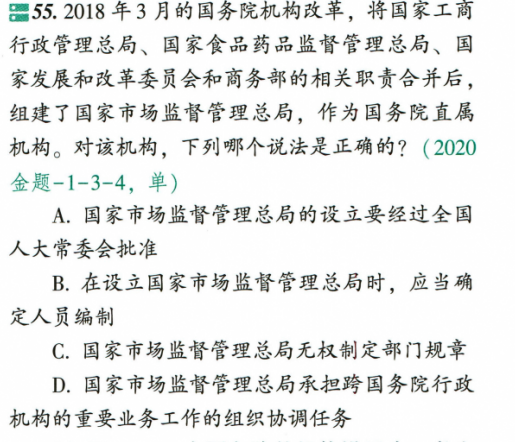 55. 2018 年 3 月的国务院机构改革，将国家工商
行政管理总局、国家食品药品监督管理总局、国
家发展和改革委员会和商务部的相关职责合并后，
组建了国家市场监督管理总局，作为国务院直属
机构。对该机构，下列哪个说法是正确的？（2020
金题-1-3-4，单）
A. 国家市场监督管理总局的设立要经过全国
人大常委会批准
B. 在设立国家市场监督管理总局时，应当确
定人员编制
C. 国家市场监督管理总局无权制定部门规章
D. 国家市场监督管理总局承担跨国务院行政
机构的重要业务工作的组织协调任务